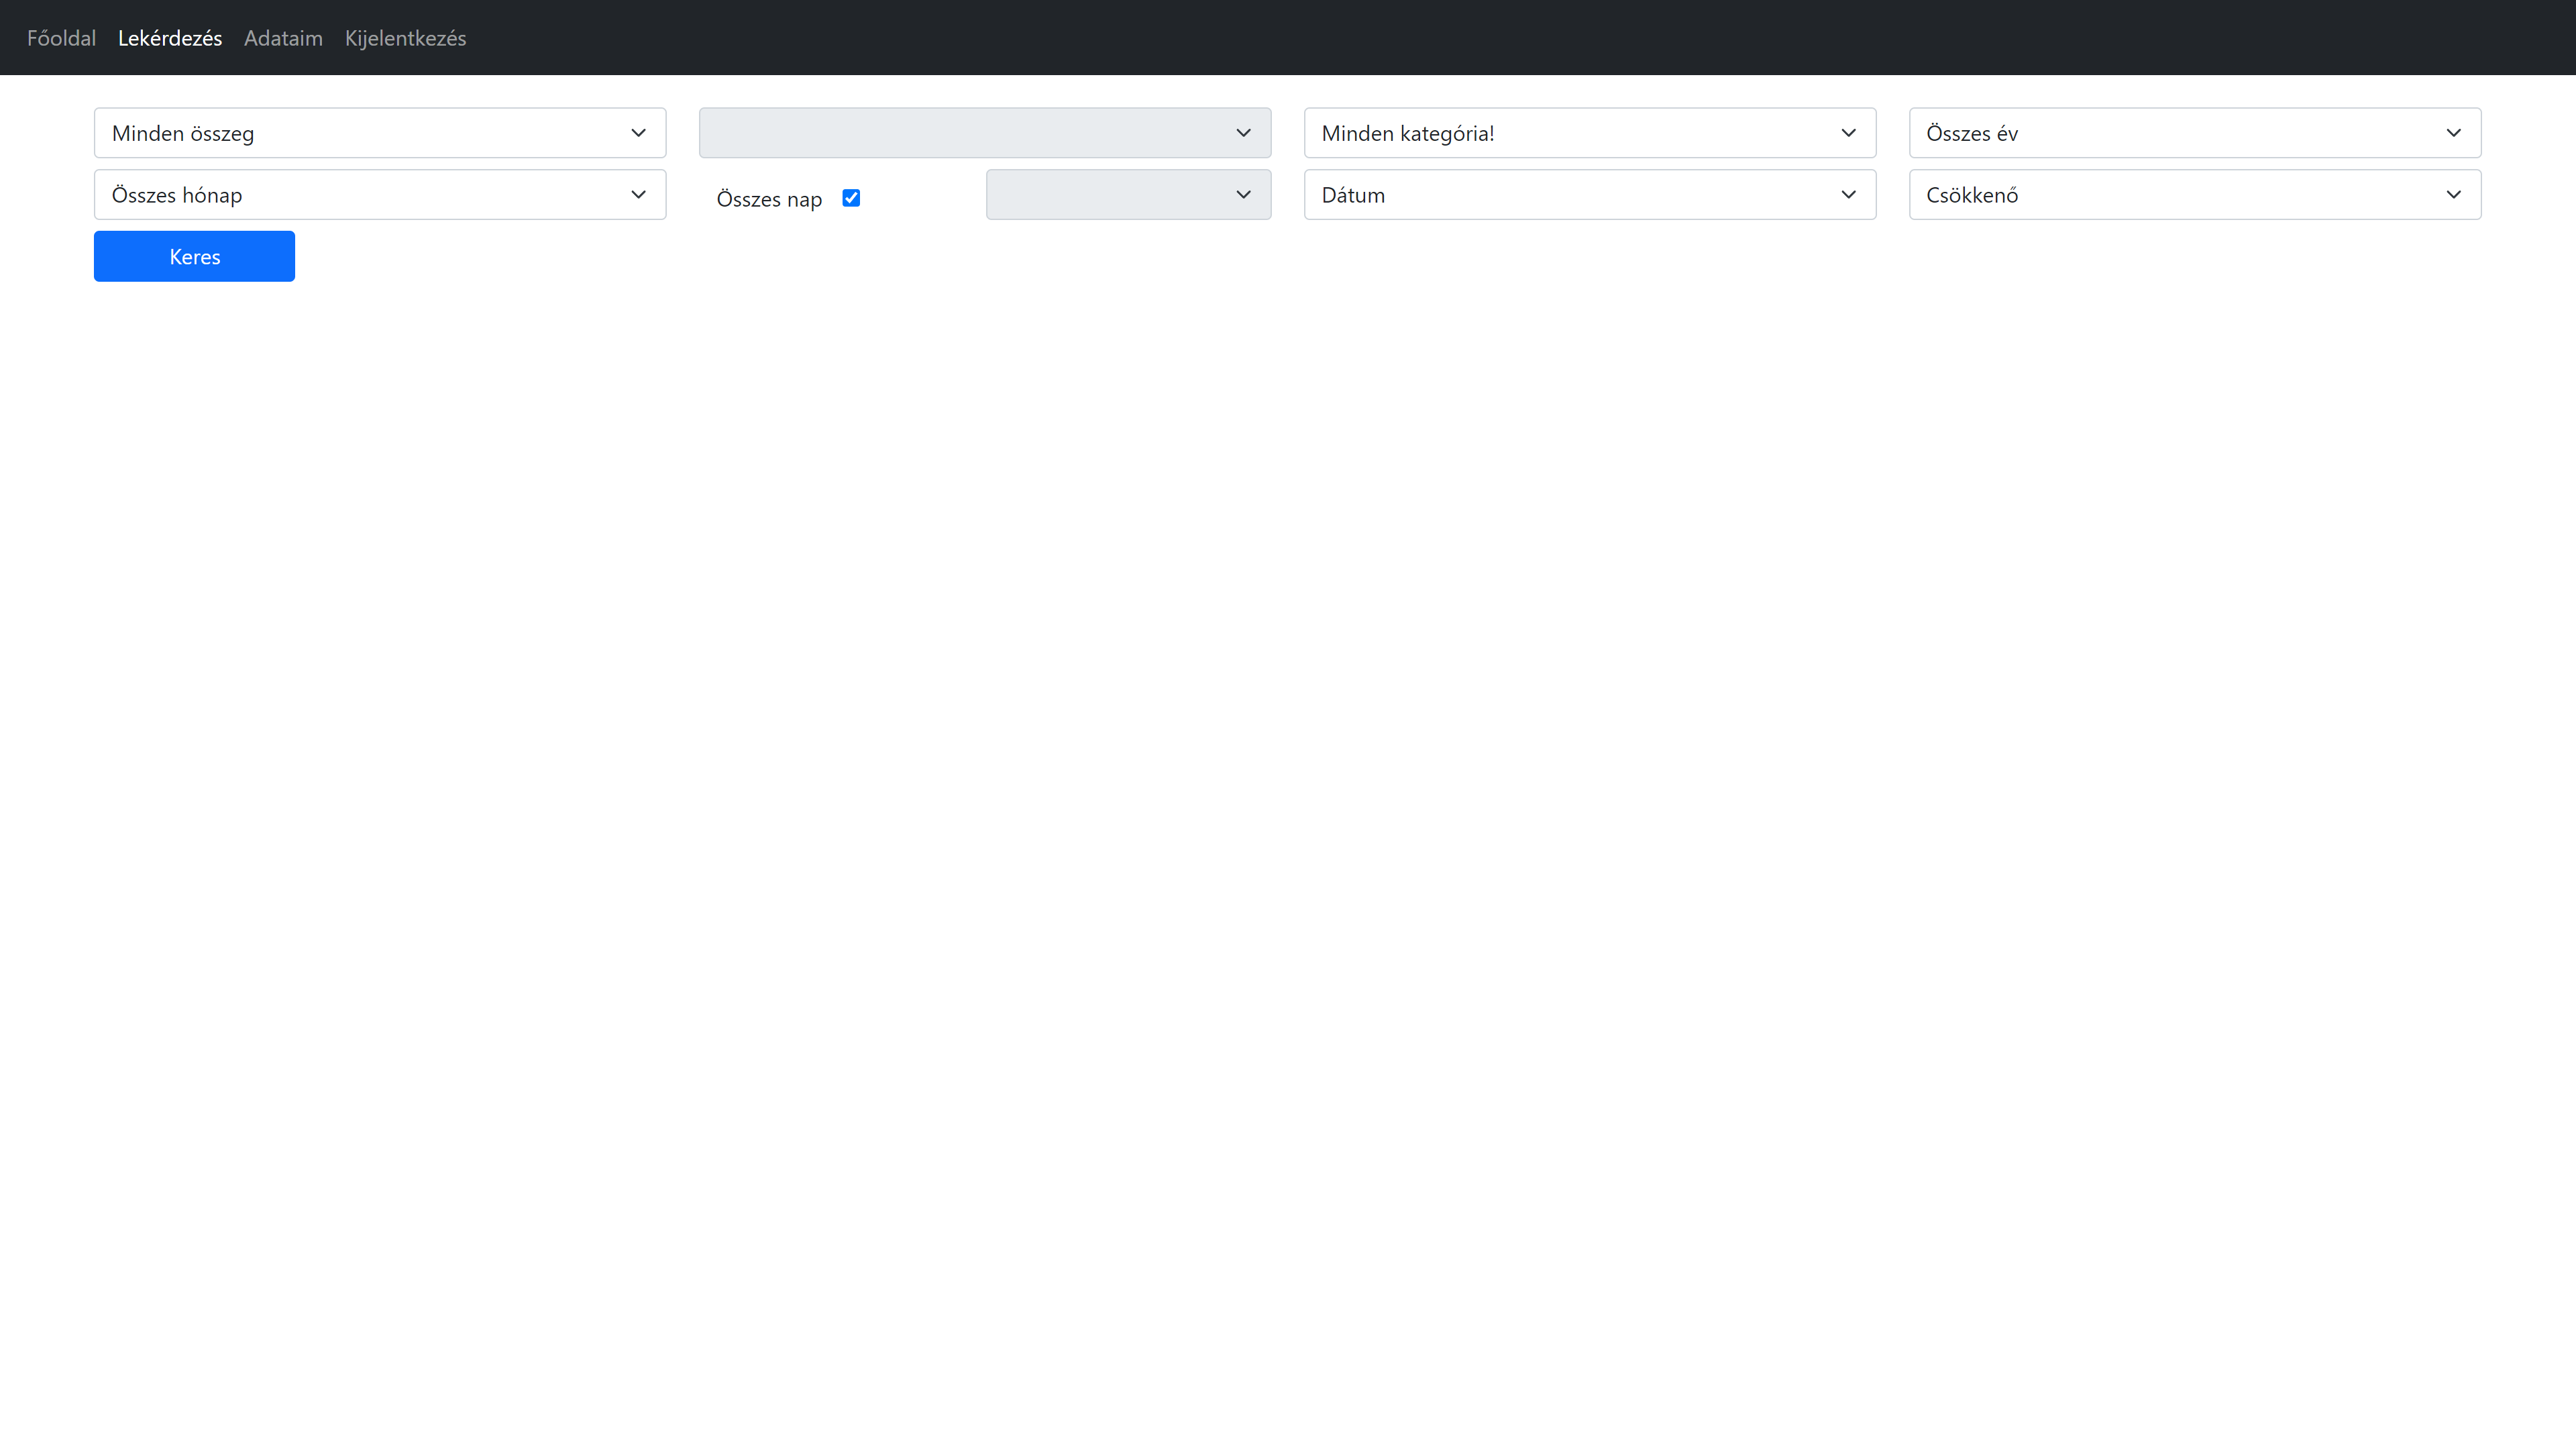 Főoldal Lekérdezés Adataim Kijelentkezés
Minden összeg Minden kategória! Összes év
Összes hónap Összes nap Dátum Csökkenő
Keres